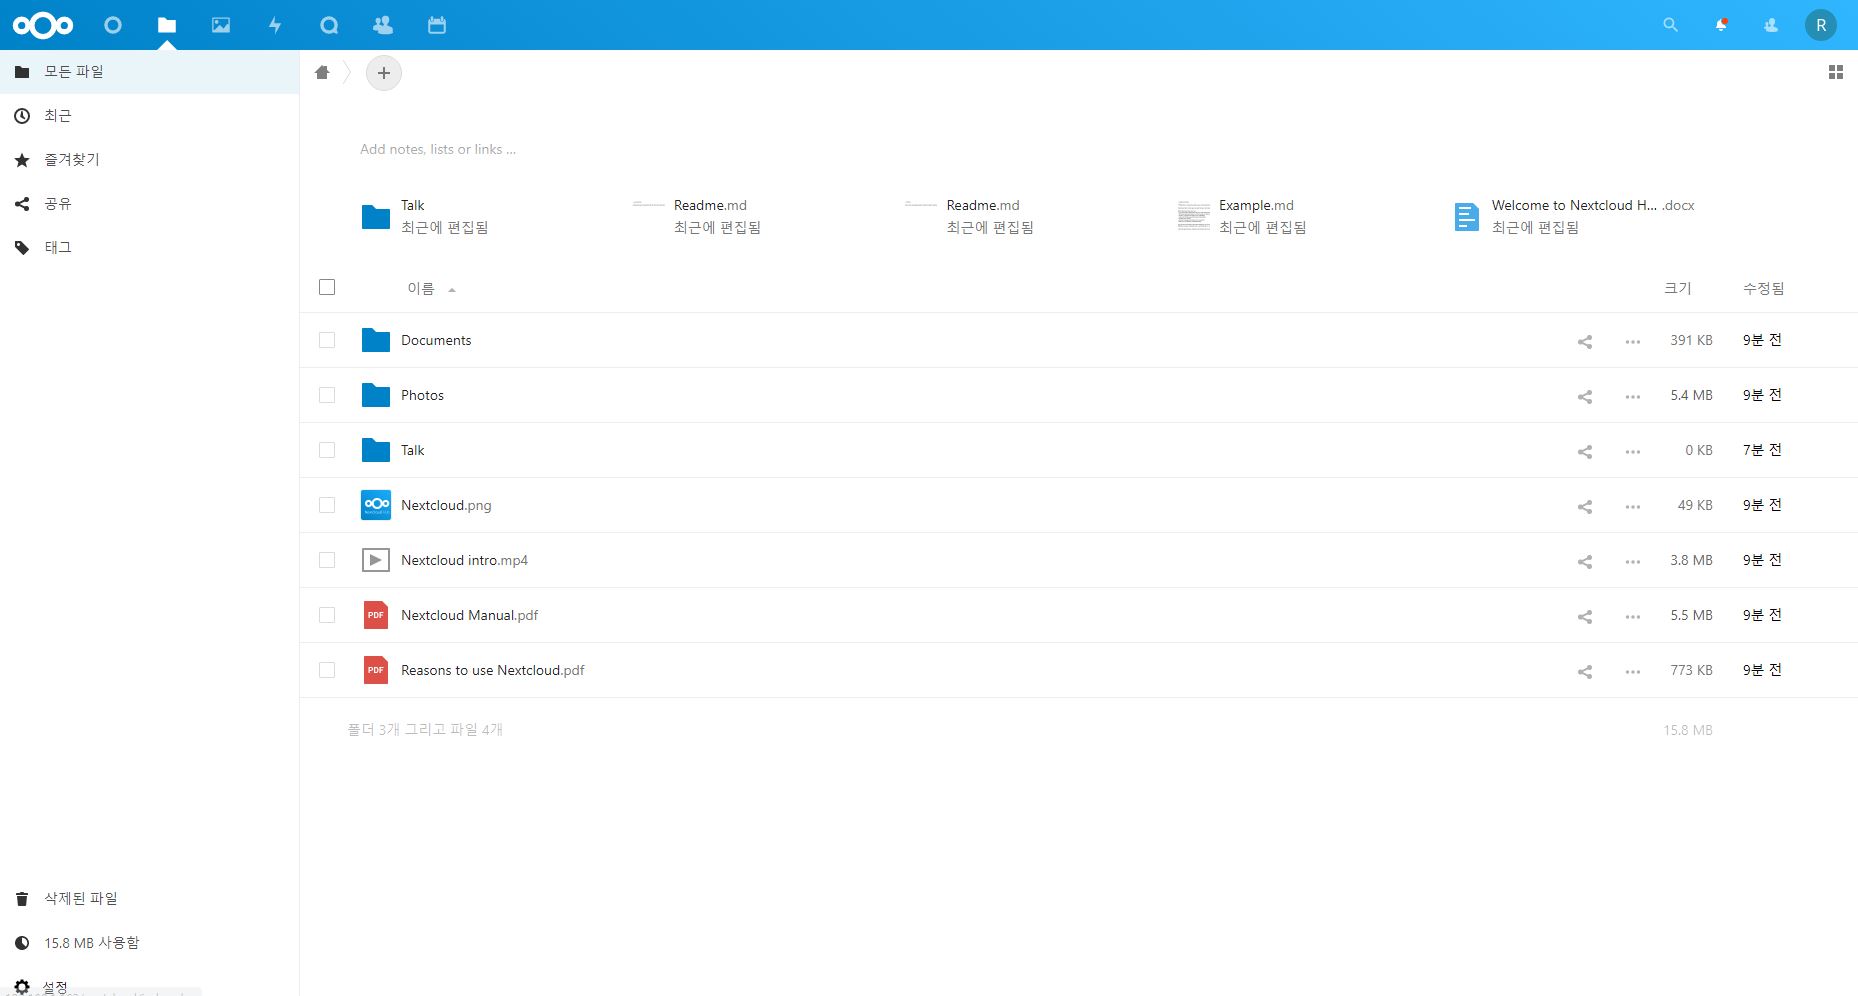 R
모든 파일
최근
즐겨찾기
공유
태그
Add notes, lists or links ...
Talk
최근에 편집됨
Readme.md
최근에 편집됨
Readme.md
최근에 편집됨
Example.md
최근에 편집됨
Welcome to Nextcloud H... .docx
최근에 편집됨
이름 크기 수정됨
Documents 391 KB 9분 전
Photos 5.4 MB 9분 전
Talk 0 KB 7분 전
Nextcloud.png 49 KB 9분 전
Nextcloud intro.mp4 3.8 MB 9분 전
PDF Nextcloud Manual.pdf 5.5 MB 9분 전
PDF Reasons to use Nextcloud.pdf 773 KB 9분 전
폴더 3개 그리고 파일 4개 15.8 MB
삭제된 파일
15.8 MB 사용함
설정